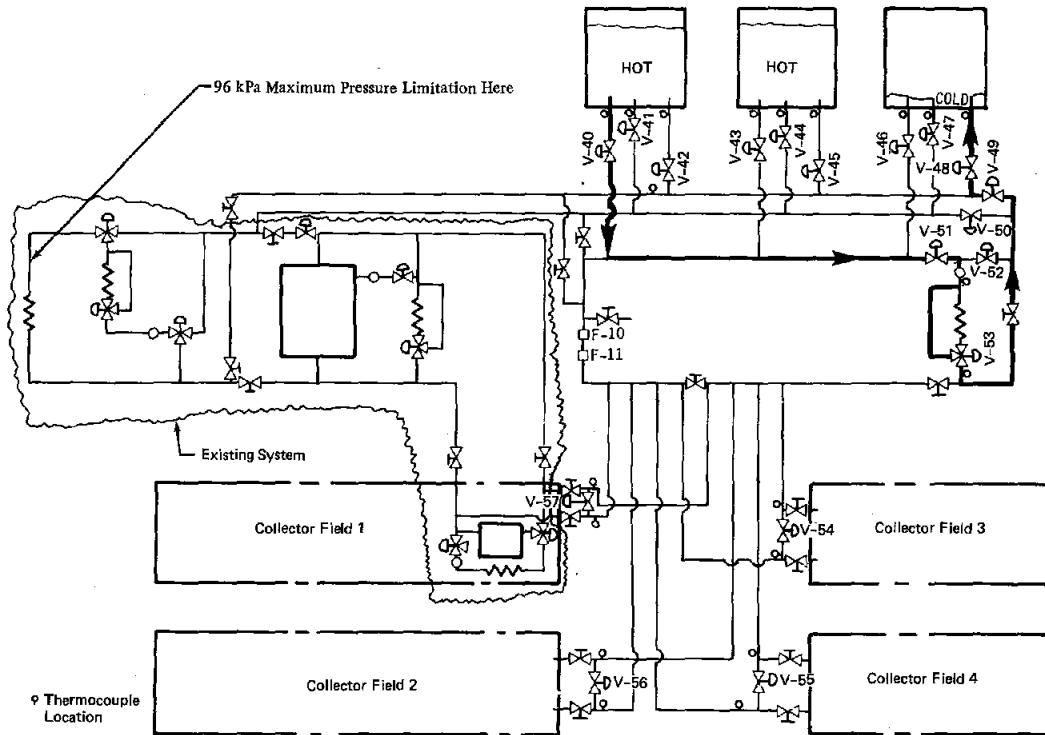 HOT
HOT
COLD
96 kPa Maximum Pressure Limitation Here
V-40
V-41
V-42
V-43
V-44
V-45
V-46
V-47
V-48
V-49
V-50
V-51
V-52
V-53
F-10
F-11
Existing System
V-57
Collector Field 1
V-54
Collector Field 3
Collector Field 2
V-56
V-55
Collector Field 4
Thermocouple
Location